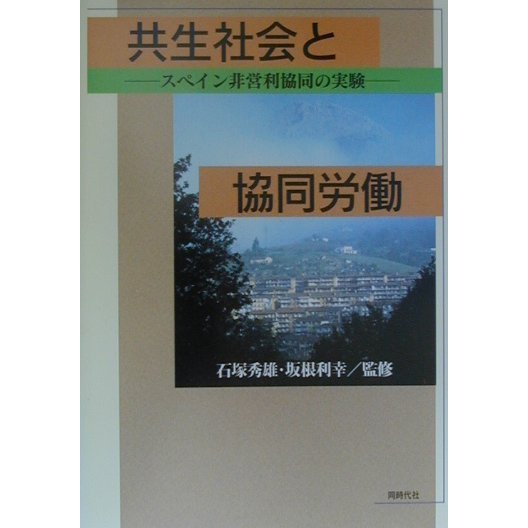 共生社会と
――スペイン非営利協同の実験――
協同労働
石塚秀雄・坂根利幸／監修
同時代社